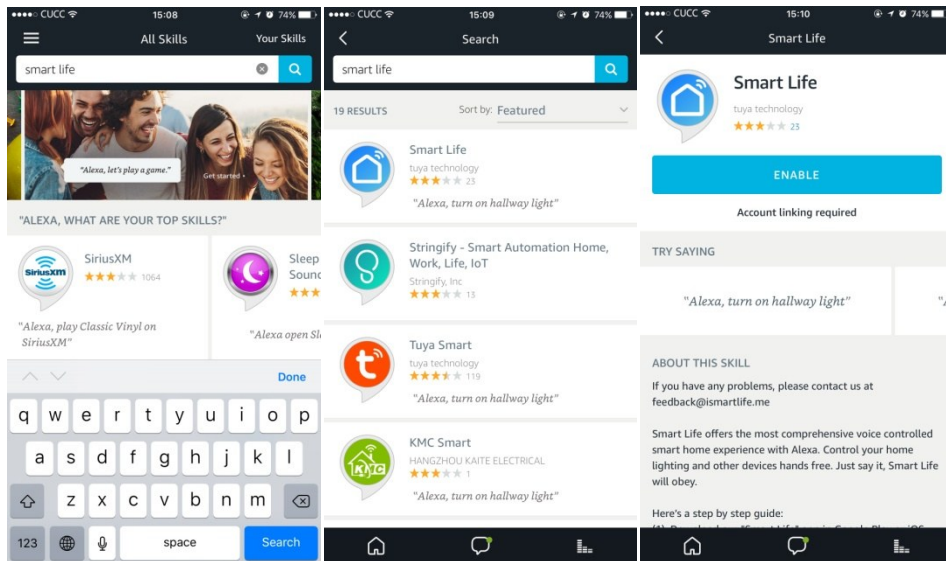 CUCC 15:08 74%
All Skills Your Skills
smart life
"Alexa, let's play a game."
Get started
"ALEXA, WHAT ARE YOUR TOP SKILLS?"
SiriusXM
SiriusXM
1064
"Alexa, play Classic Vinyl on
SiriusXM"
Sleep
Soun
"Alexa open Sl
Done
q w e r t y u i o p
a s d f g h j k l
z x c v b n m
123 space Search
CUCC 15:09 74%
Search
smart life
19 RESULTS Sort by: Featured
Smart Life
tuya technology
23
"Alexa, turn on hallway light"
Stringify - Smart Automation Home,
Work, Life, IoT
Stringify, Inc
13
Tuya Smart
tuya technology
119
"Alexa, turn on hallway light"
KMC
KMC Smart
HANGZHOU KAITE ELECTRICAL
1
"Alexa, turn on hallway light"
CUCC 15:10 74%
Smart Life
Smart Life
tuya technology
23
ENABLE
Account linking required
TRY SAYING
"Alexa, turn on hallway light"
ABOUT THIS SKILL
If you have any problems, please contact us at
feedback@ismartlife.me
Smart Life offers the most comprehensive voice controlled
smart home experience with Alexa. Control your home
lighting and other devices hands free. Just say it, Smart Life
will obey.
Here's a step by step guide: